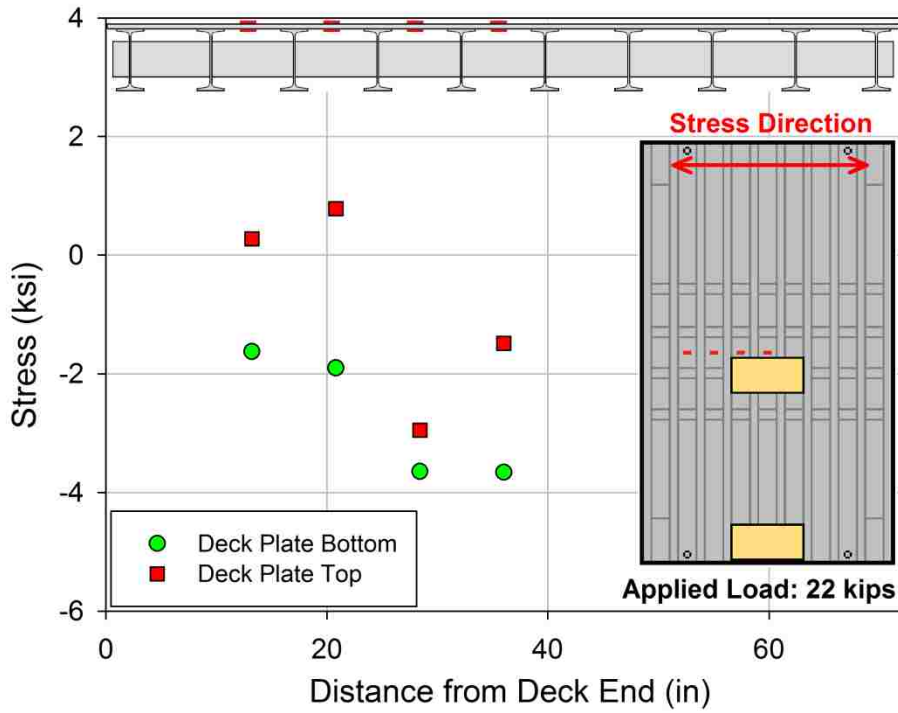 4
2
0
-2
-4
-6
Stress (ksi)
0
20
40
60
Distance from Deck End (in)
Deck Plate Bottom
Deck Plate Top
Stress Direction
Applied Load: 22 kips